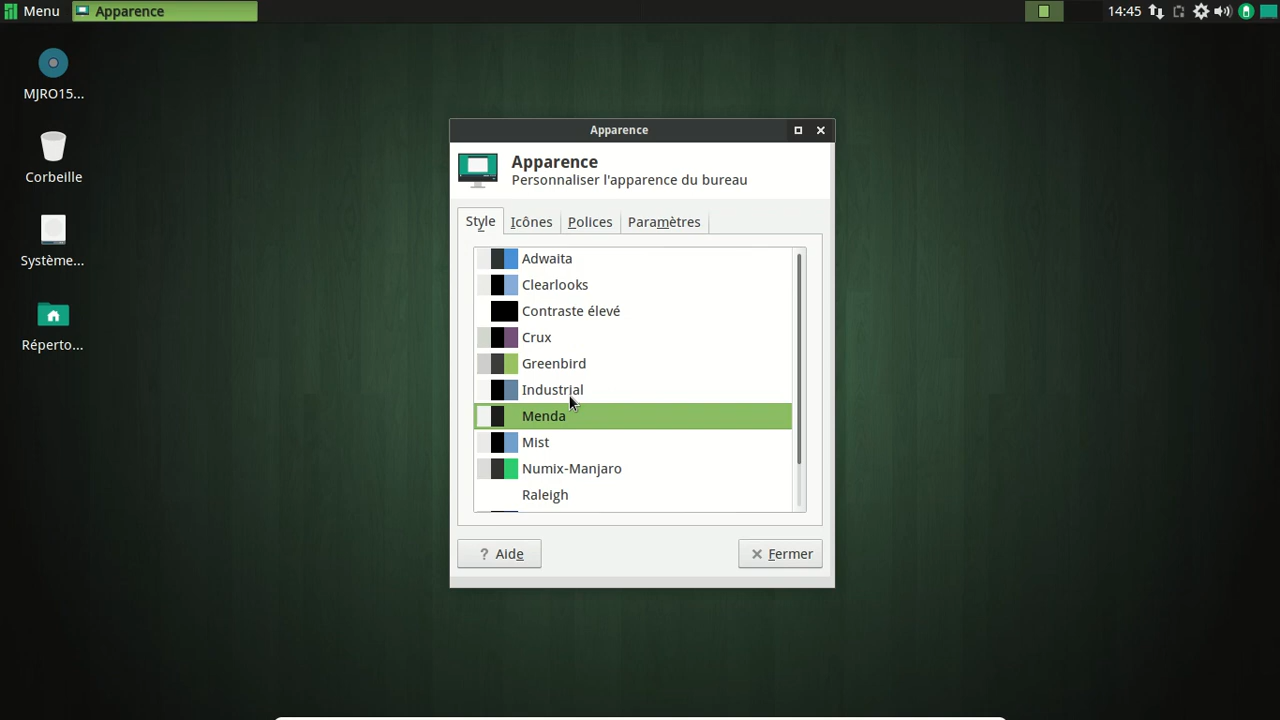 Menu Apparence 14:45
MJRO15...
Corbeille
Système...
Réperto...
Apparence
Apparence
Personnaliser l'apparence du bureau
Style Icônes Polices Paramètres
Adwaita
Clearlooks
Contraste élevé
Crux
Greenbird
Industrial
Menda
Mist
Numix-Manjaro
Raleigh
? Aide Fermer